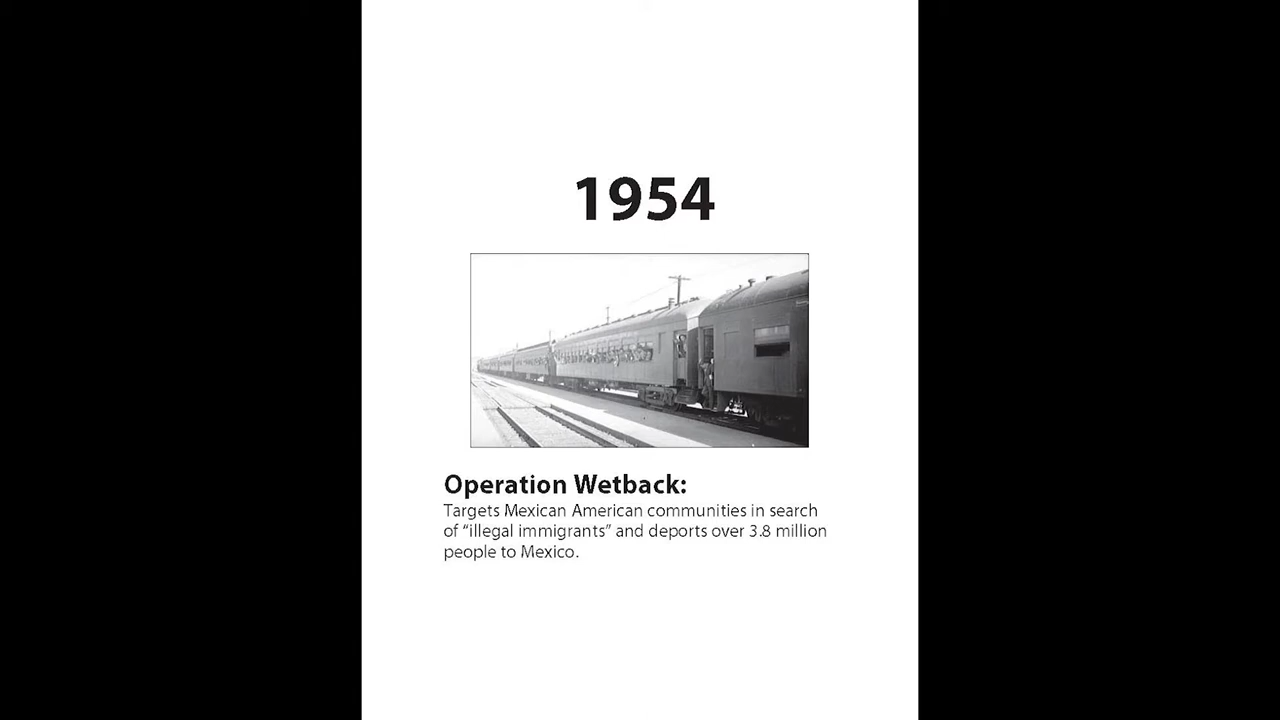 1954
Operation Wetback:
Targets Mexican American communities in search
of “illegal immigrants” and deports over 3.8 million
people to Mexico.